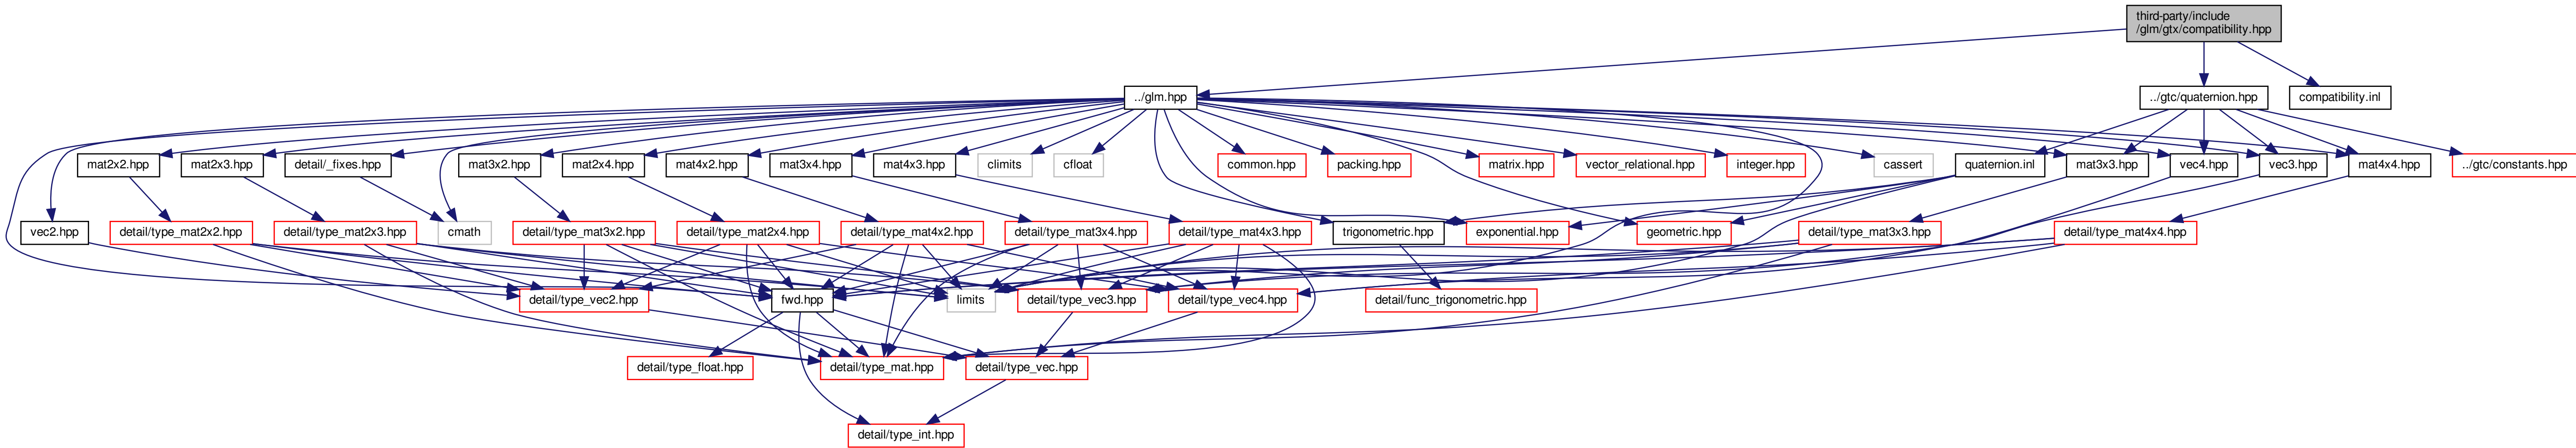 third-party/include
/glm/gtx/compatibility.hpp
../glm.hpp
../gtc/quaternion.hpp
compatibility.inl
mat2x2.hpp
mat2x3.hpp
detail/_fixes.hpp
mat3x2.hpp
mat2x4.hpp
mat4x2.hpp
mat3x4.hpp
mat4x3.hpp
climits
cfloat
common.hpp
packing.hpp
matrix.hpp
vector_relational.hpp
integer.hpp
cassert
quaternion.inl
mat3x3.hpp
vec4.hpp
vec3.hpp
mat4x4.hpp
../gtc/constants.hpp
vec2.hpp
detail/type_mat2x2.hpp
detail/type_mat2x3.hpp
cmath
detail/type_mat3x2.hpp
detail/type_mat2x4.hpp
detail/type_mat4x2.hpp
detail/type_mat3x4.hpp
detail/type_mat4x3.hpp
trigonometric.hpp
exponential.hpp
geometric.hpp
detail/type_mat3x3.hpp
detail/type_mat4x4.hpp
detail/type_vec2.hpp
fwd.hpp
limits
detail/type_vec3.hpp
detail/type_vec4.hpp
detail/func_trigonometric.hpp
detail/type_float.hpp
detail/type_mat.hpp
detail/type_vec.hpp
detail/type_int.hpp